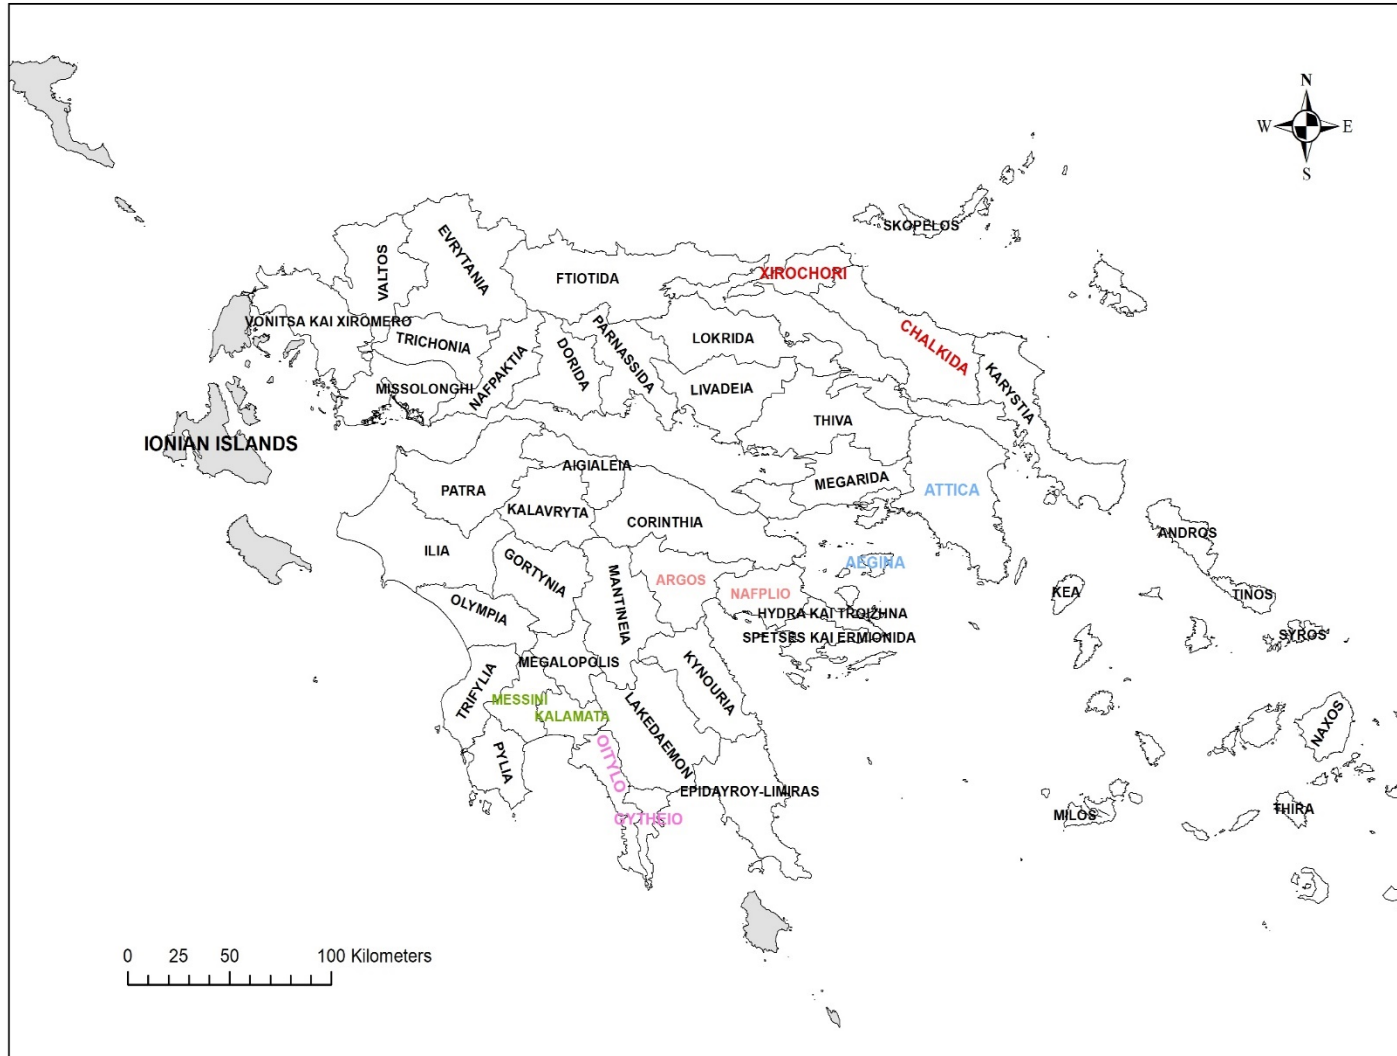 N
W E
S
SKOPELOS
EVRYTANIA
VALTOS
FTIOTIDA
XIROCHORI
VONITSA KAI XIROMERO
TRICHONIA
PARNASSIDA
LOKRIDA
CHALKIDA
DORIDA
NAFPAKTIA
MISSOLONGHI
LIVADEIA
KARYSTIA
THIVA
IONIAN ISLANDS
AIGIALEIA
MEGARIDA
PATRA
ATTICA
KALAVRYTA
CORINTHIA
ANDROS
ILIA
GORTYNIA
AEGINA
MANTINEIA
ARGOS
NAFPLIO
KEA
TINOS
OLYMPIA
HYDRA KAI TROIZHNA
SPETSES KAI ERMIONIDA
SYROS
MEGALOPOLIS
KYNOURIA
TRIFYLIA
MESSINI
KALAMATA
LAKEDAEMON
NAXOS
OITYLO
PYLIA
EPIDAYROY-LIMIRAS
GYTHEIO
MILOS
THIRA
0 25 50 100 Kilometers